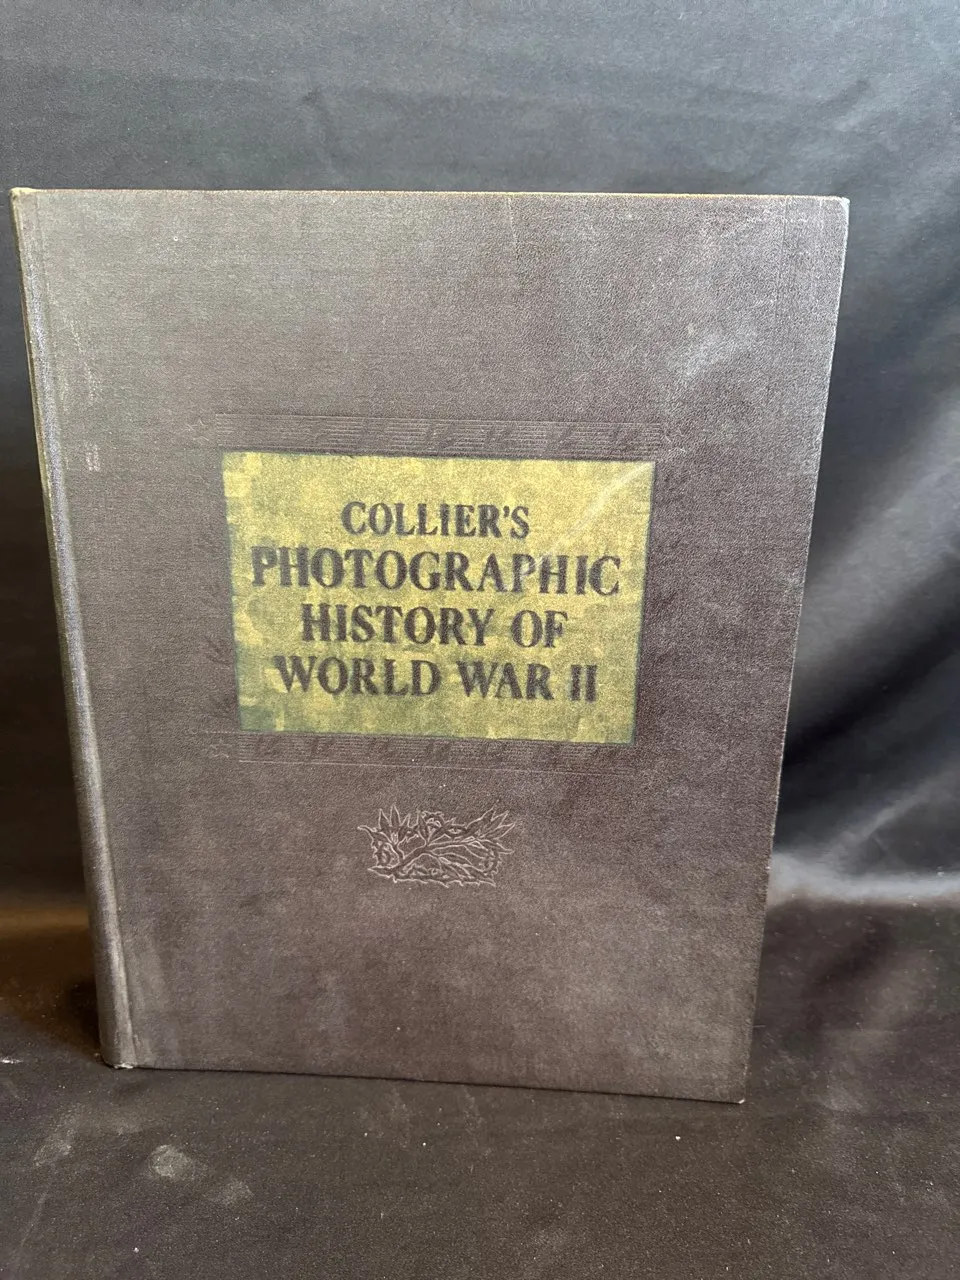 COLLIER'S
PHOTOGRAPHIC
HISTORY OF
WORLD WAR II